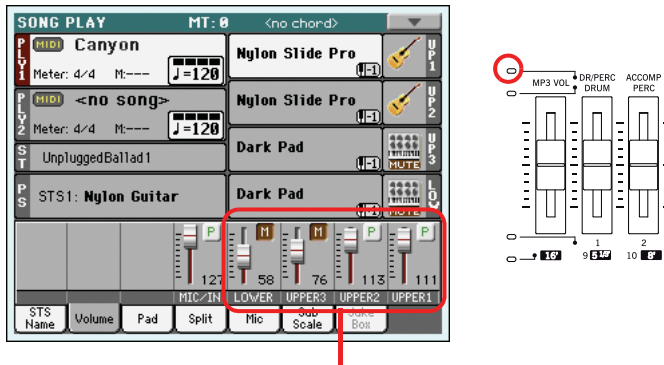 SONG PLAY MT: 0 <no chord>
PLY1 MIDI Canyon
Meter: 4/4 M:--- ♩=120
Nylon Slide Pro -1 UP1
PLY2 MIDI <no song>
Meter: 4/4 M:--- ♩=120
Nylon Slide Pro -1 UP2
ST UnpluggedBallad1
Dark Pad -1 MUTE UP3
PS STS1: Nylon Guitar
Dark Pad MUTE LOW
P M M P P
127 58 76 113 111
MIC/IN LOWER UPPER3 UPPER2 UPPER1
STS Name Volume Pad Split Mic Sub Scale Box
MP3 VOL DR/PERC DRUM ACCOMP PERC
1 2
16' 9 5 1/3' 10 8'